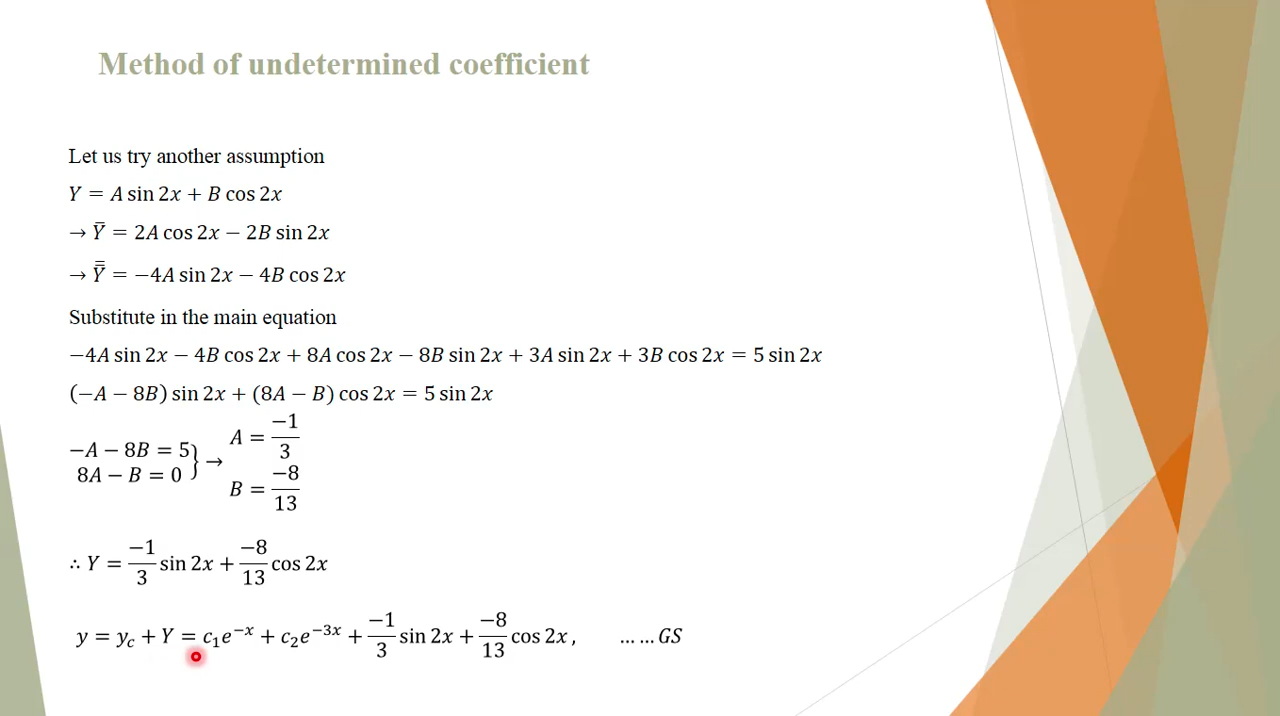 Method of undetermined coefficient
Let us try another assumption
Y = A sin 2x + B cos 2x
→ Y̅ = 2A cos 2x − 2B sin 2x
→ Y̿ = −4A sin 2x − 4B cos 2x
Substitute in the main equation
−4A sin 2x − 4B cos 2x + 8A cos 2x − 8B sin 2x + 3A sin 2x + 3B cos 2x = 5 sin 2x
(−A − 8B) sin 2x + (8A − B) cos 2x = 5 sin 2x
−A − 8B = 5
8A − B = 0 } → A = −1/3
B = −8/13
∴ Y = −1/3 sin 2x + −8/13 cos 2x
y = y_c + Y = c₁e^{−x} + c₂e^{−3x} + −1/3 sin 2x + −8/13 cos 2x , … … GS